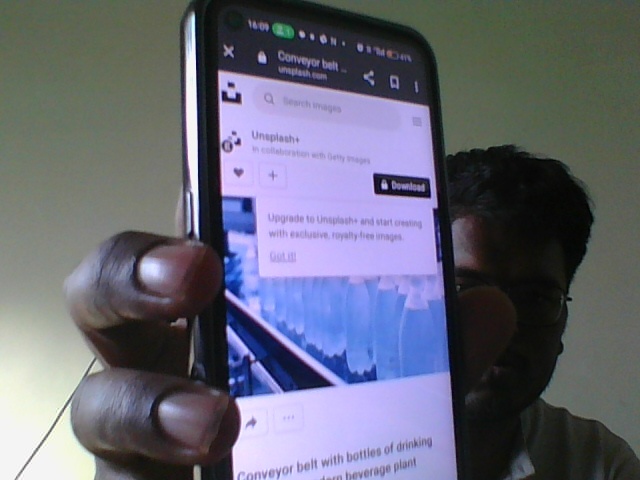 16:09
Conveyor belt ...
unsplash.com
Search images
Unsplash+
In collaboration with Getty Images
Download
Upgrade to Unsplash+ and start creating
with exclusive, royalty-free images.
Got it!
Conveyor belt with bottles of drinking
beverage plant